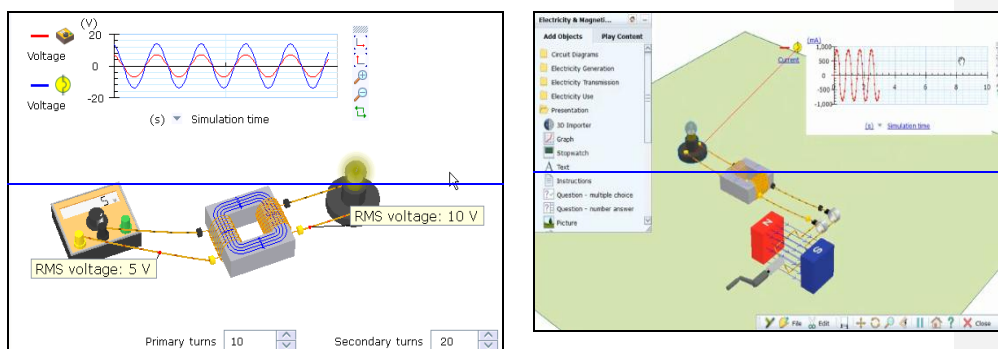 (V)
20
Voltage
0
Voltage
-20
(s) Simulation time
5
RMS voltage: 10 V
RMS voltage: 5 V
Primary turns 10 Secondary turns 20
Electricity & Magneti...
Add Objects Play Content
Circuit Diagrams
Electricity Generation
Electricity Transmission
Electricity Use
Presentation
3D Importer
Graph
Stopwatch
Text
Instructions
Question - multiple choice
Question - number answer
Picture
(mA)
Current
1,000
500
0
-500
-1,000
0 2 4 6 8 10
(s) Simulation time
N
S
File Edit Close